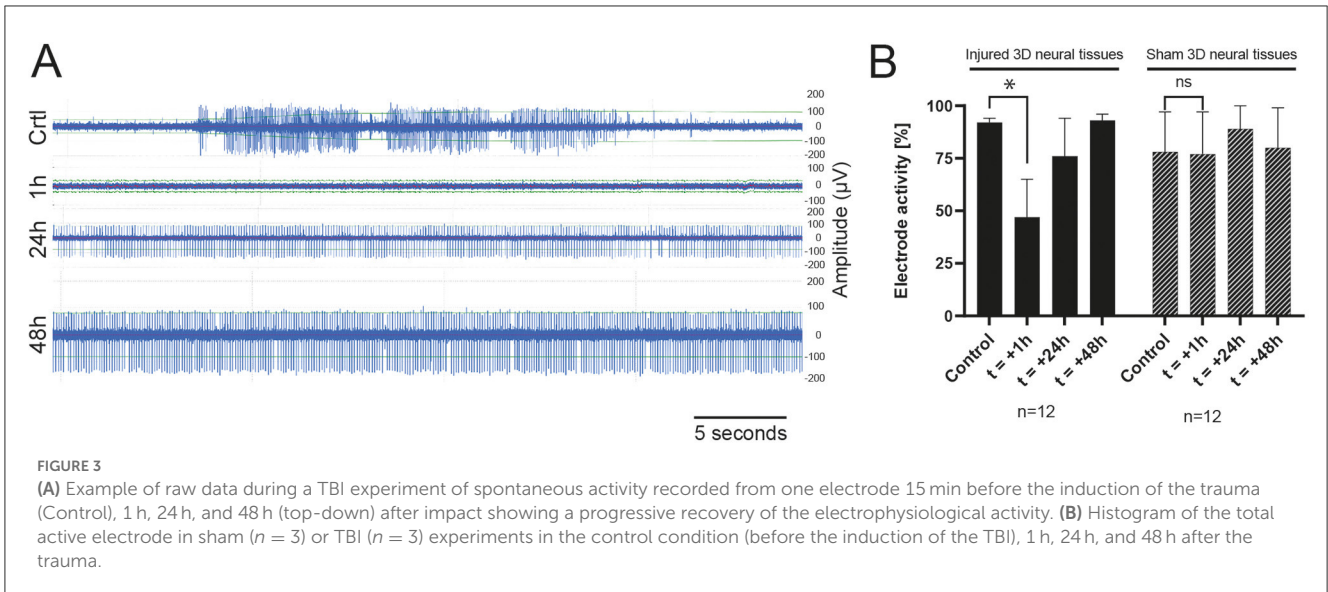 A
Crtl
1h
24h
48h
200
100
0
-100
-200
100
0
-100
200
100
0
-100
-200
200
100
0
-100
-200
Amplitude (µV)
5 seconds
B
Injured 3D neural tissues
Sham 3D neural tissues
*
ns
Electrode activity [%]
100
75
50
25
0
Control
t = +1h
t = +24h
t = +48h
Control
t = +1h
t = +24h
t = +48h
n=12
n=12
FIGURE 3
(A) Example of raw data during a TBI experiment of spontaneous activity recorded from one electrode 15 min before the induction of the trauma
(Control), 1 h, 24 h, and 48 h (top-down) after impact showing a progressive recovery of the electrophysiological activity. (B) Histogram of the total
active electrode in sham (n = 3) or TBI (n = 3) experiments in the control condition (before the induction of the TBI), 1 h, 24 h, and 48 h after the
trauma.